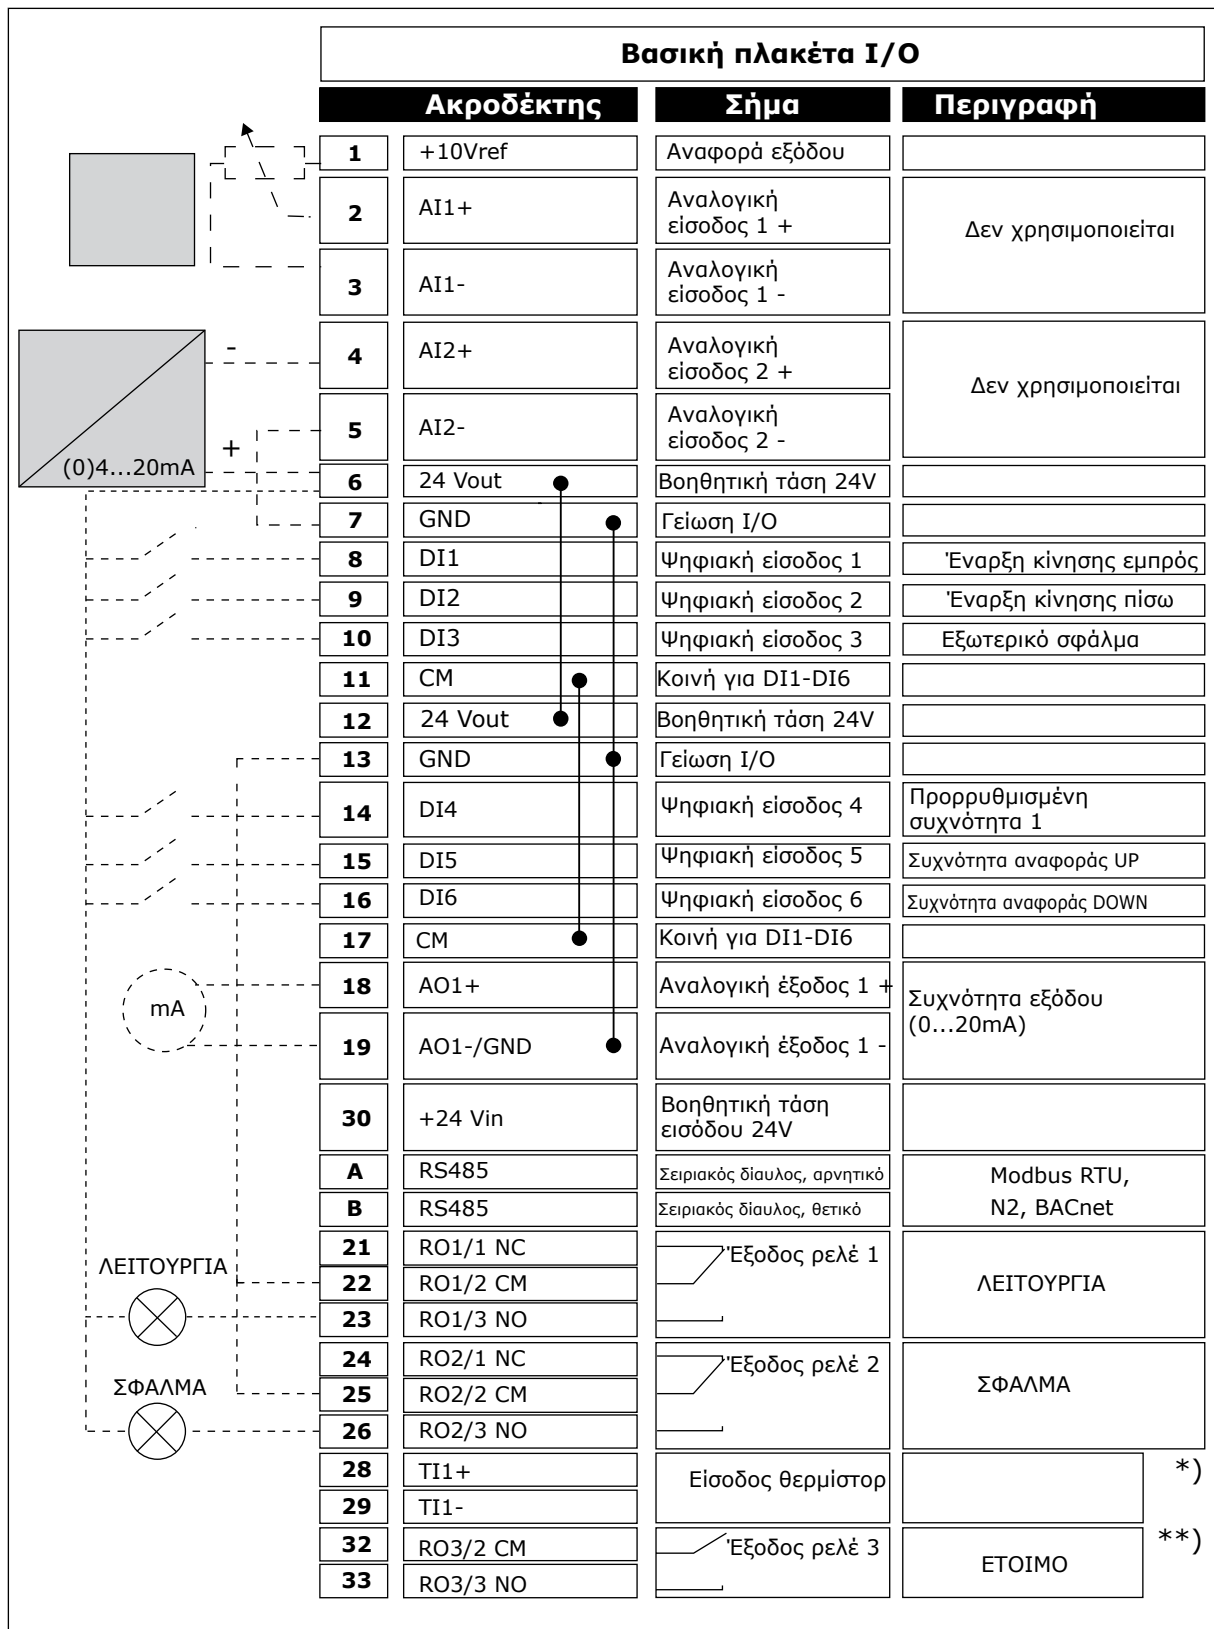 Βασική πλακέτα I/O
Ακροδέκτης Σήμα Περιγραφή
1 +10Vref Αναφορά εξόδου
2 AI1+ Αναλογική
είσοδος 1 +
Δεν χρησιμοποιείται
3 AI1- Αναλογική
είσοδος 1 -
-
4 AI2+ Αναλογική
είσοδος 2 +
Δεν χρησιμοποιείται
5 AI2- Αναλογική
είσοδος 2 -
+
(0)4...20mA
6 24 Vout Βοηθητική τάση 24V
7 GND Γείωση I/O
8 DI1 Ψηφιακή είσοδος 1 Έναρξη κίνησης εμπρός
9 DI2 Ψηφιακή είσοδος 2 Έναρξη κίνησης πίσω
10 DI3 Ψηφιακή είσοδος 3 Εξωτερικό σφάλμα
11 CM Κοινή για DI1-DI6
12 24 Vout Βοηθητική τάση 24V
13 GND Γείωση I/O
14 DI4 Ψηφιακή είσοδος 4 Προρρυθμισμένη
συχνότητα 1
15 DI5 Ψηφιακή είσοδος 5 Συχνότητα αναφοράς UP
16 DI6 Ψηφιακή είσοδος 6 Συχνότητα αναφοράς DOWN
17 CM Κοινή για DI1-DI6
18 AO1+ Αναλογική έξοδος 1 + Συχνότητα εξόδου
(0...20mA)
mA
19 AO1-/GND Αναλογική έξοδος 1 -
30 +24 Vin Βοηθητική τάση
εισόδου 24V
A RS485 Σειριακός δίαυλος, αρνητικό Modbus RTU,
B RS485 Σειριακός δίαυλος, θετικό N2, BACnet
21 RO1/1 NC Έξοδος ρελέ 1
ΛΕΙΤΟΥΡΓΙΑ
22 RO1/2 CM ΛΕΙΤΟΥΡΓΙΑ
23 RO1/3 NO
24 RO2/1 NC Έξοδος ρελέ 2
ΣΦΑΛΜΑ
25 RO2/2 CM ΣΦΑΛΜΑ
26 RO2/3 NO
28 TI1+ Είσοδος θερμίστορ *)
29 TI1-
32 RO3/2 CM Έξοδος ρελέ 3 ΕΤΟΙΜΟ **)
33 RO3/3 NO